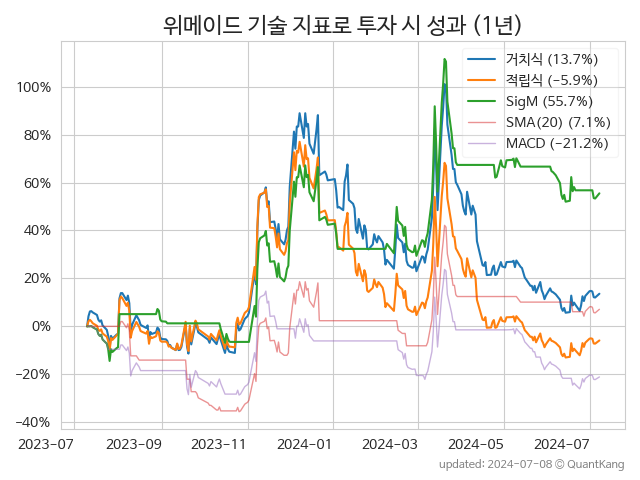 위메이드 기술 지표로 투자 시 성과 (1년)
거치식 (13.7%)
적립식 (−5.9%)
SigM (55.7%)
SMA(20) (7.1%)
MACD (−21.2%)
100%
80%
60%
40%
20%
0%
−20%
−40%
2023-07 2023-09 2023-11 2024-01 2024-03 2024-05 2024-07
updated: 2024-07-08 © QuantKang